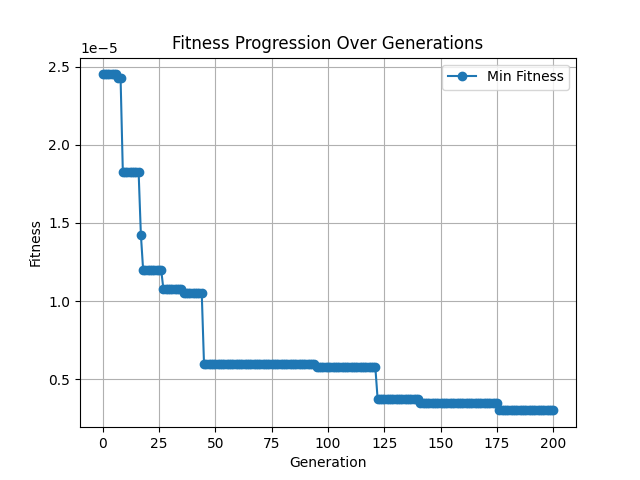 Fitness Progression Over Generations
1e−5
2.5
2.0
1.5
1.0
0.5
Fitness
Min Fitness
0 25 50 75 100 125 150 175 200
Generation